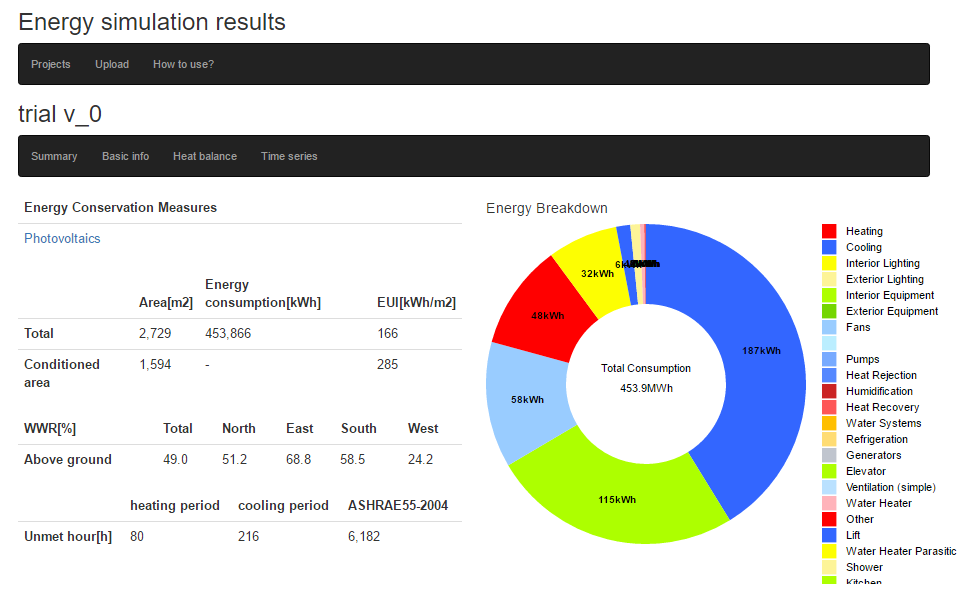 Energy simulation results
Projects Upload How to use?
trial v_0
Summary Basic info Heat balance Time series
Energy Conservation Measures
Photovoltaics
Area[m2] Energy consumption[kWh] EUI[kWh/m2]
Total 2,729 453,866 166
Conditioned area 1,594 - 285
WWR[%] Total North East South West
Above ground 49.0 51.2 68.8 58.5 24.2
heating period cooling period ASHRAE55-2004
Unmet hour[h] 80 216 6,182
Energy Breakdown
187kWh
115kWh
58kWh
46kWh
32kWh
Total Consumption
453.9MWh
Heating
Cooling
Interior Lighting
Exterior Lighting
Interior Equipment
Exterior Equipment
Fans
Pumps
Heat Rejection
Humidification
Heat Recovery
Water Systems
Refrigeration
Generators
Elevator
Ventilation (simple)
Water Heater
Other
Lift
Water Heater Parasitic
Shower
Kitchen